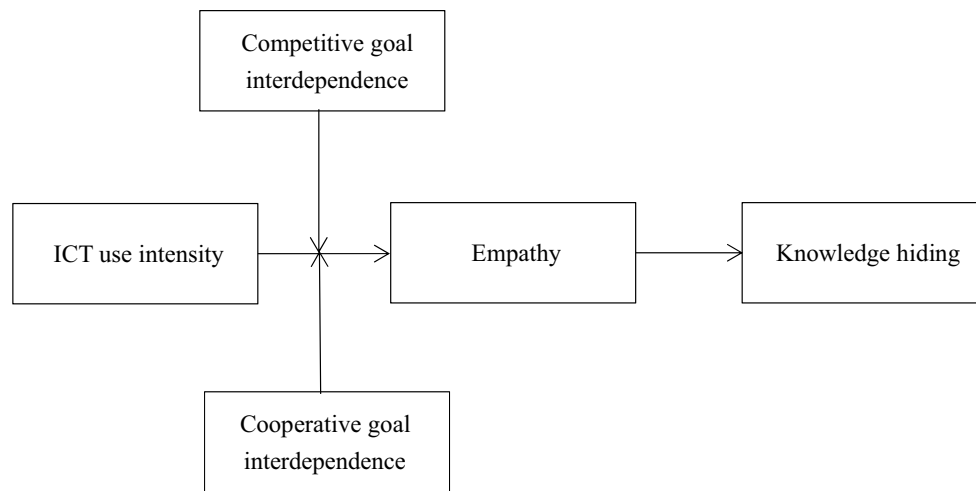 Competitive goal
interdependence
ICT use intensity
Empathy
Knowledge hiding
Cooperative goal
interdependence